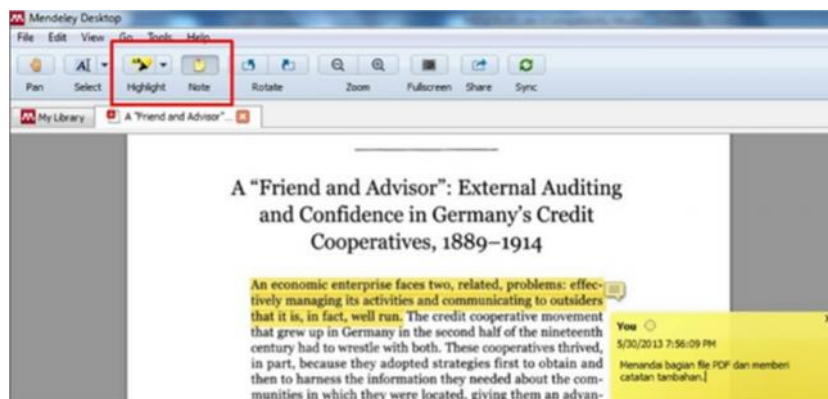 Mendeley Desktop
File Edit View Go Tools Help
Pan Select Highlight Note Rotate Zoom Fullscreen Share Sync
My Library A "Friend and Advisor"...
A “Friend and Advisor”: External Auditing
and Confidence in Germany’s Credit
Cooperatives, 1889–1914
An economic enterprise faces two, related, problems: effec-
tively managing its activities and communicating to outsiders
that it is, in fact, well run. The credit cooperative movement
that grew up in Germany in the second half of the nineteenth
century had to wrestle with both. These cooperatives thrived,
in part, because they adopted strategies first to obtain and
then to harness the information they needed about the com-
munities in which they were located, giving them an advan-
You
5/30/2013 7:56:09 PM
Menandai bagian file PDF dan memberi
catatan tambahan.